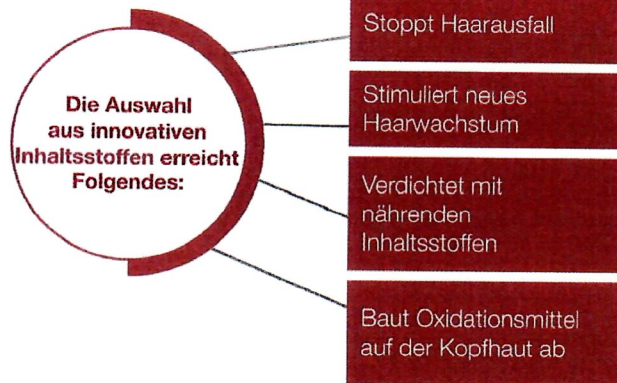 Die Auswahl
aus innovativen
Inhaltsstoffen erreicht
Folgendes:
Stoppt Haarausfall
Stimuliert neues
Haarwachstum
Verdichtet mit
nährenden
Inhaltsstoffen
Baut Oxidationsmittel
auf der Kopfhaut ab